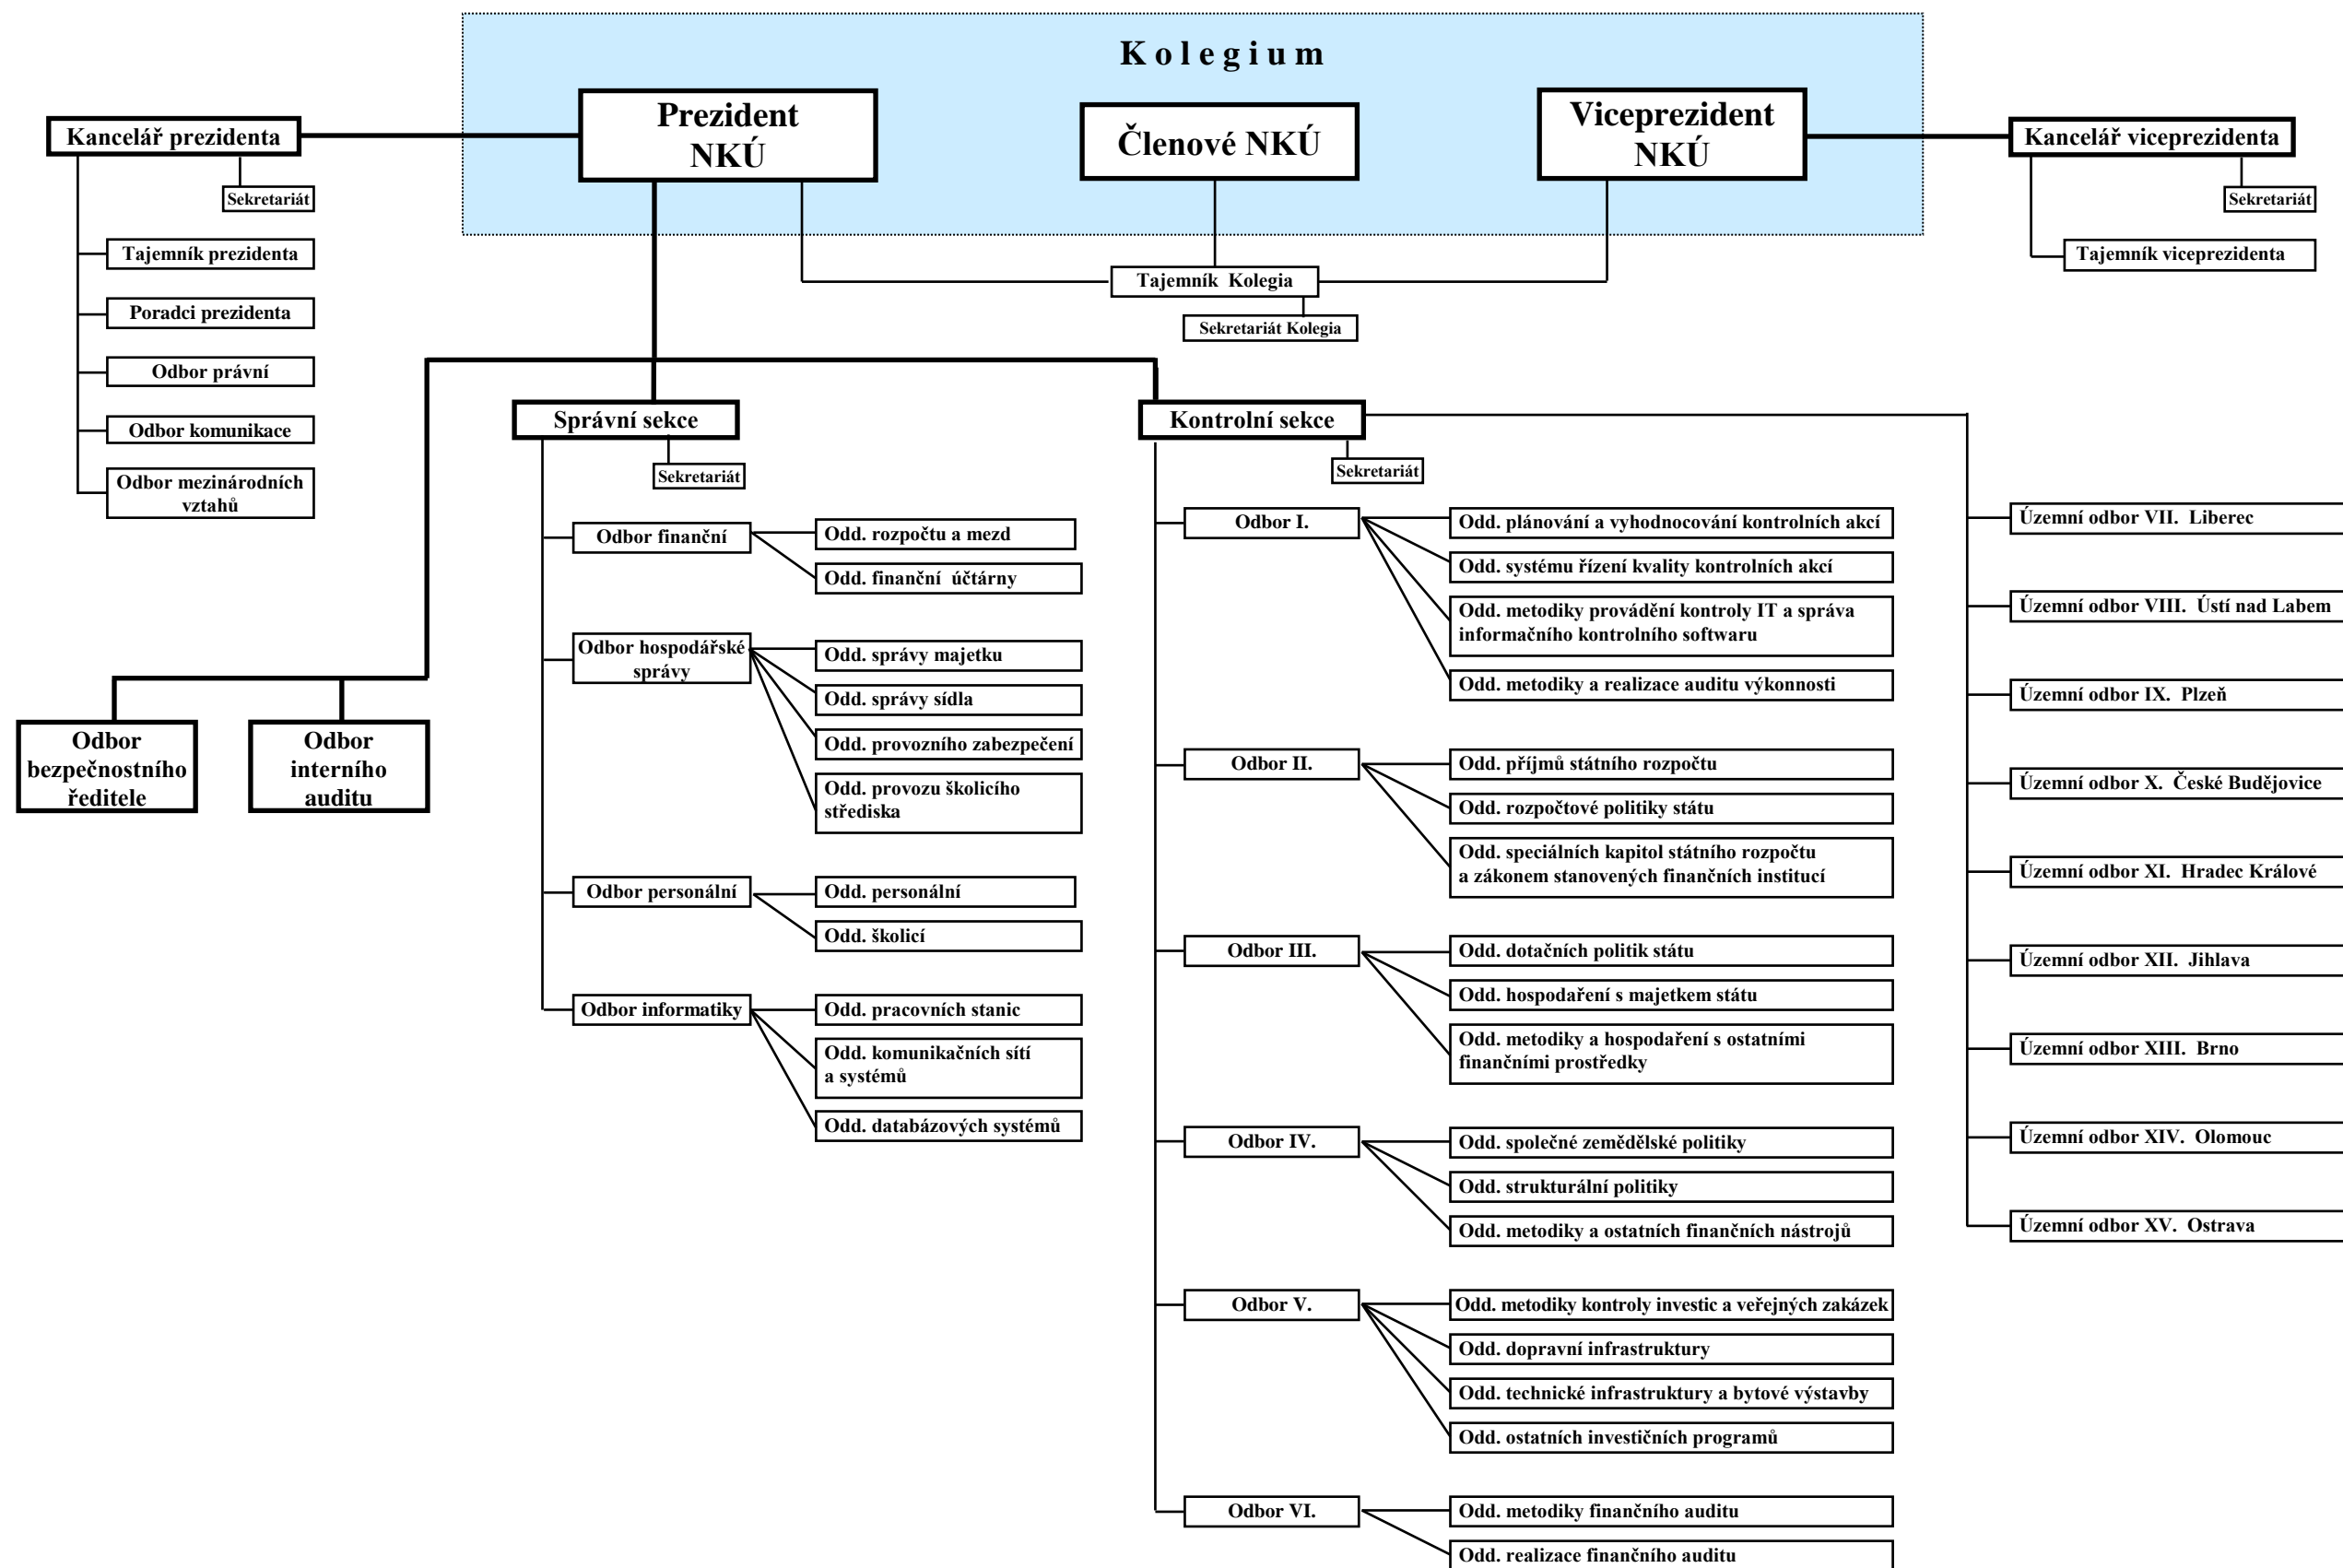 K o l e g i u m
Prezident
NKÚ
Členové NKÚ
Viceprezident
NKÚ
Kancelář prezidenta
Sekretariát
Tajemník prezidenta
Poradci prezidenta
Odbor právní
Odbor komunikace
Odbor mezinárodních
vztahů
Kancelář viceprezidenta
Sekretariát
Tajemník viceprezidenta
Tajemník Kolegia
Sekretariát Kolegia
Odbor
bezpečnostního
ředitele
Odbor
interního
auditu
Správní sekce
Sekretariát
Odbor finanční
Odd. rozpočtu a mezd
Odd. finanční účtárny
Odbor hospodářské
správy
Odd. správy majetku
Odd. správy sídla
Odd. provozního zabezpečení
Odd. provozu školicího
střediska
Odbor personální
Odd. personální
Odd. školicí
Odbor informatiky
Odd. pracovních stanic
Odd. komunikačních sítí
a systémů
Odd. databázových systémů
Kontrolní sekce
Sekretariát
Odbor I.
Odd. plánování a vyhodnocování kontrolních akcí
Odd. systému řízení kvality kontrolních akcí
Odd. metodiky provádění kontroly IT a správa
informačního kontrolního softwaru
Odd. metodiky a realizace auditu výkonnosti
Odbor II.
Odd. příjmů státního rozpočtu
Odd. rozpočtové politiky státu
Odd. speciálních kapitol státního rozpočtu
a zákonem stanovených finančních institucí
Odbor III.
Odd. dotačních politik státu
Odd. hospodaření s majetkem státu
Odd. metodiky a hospodaření s ostatními
finančními prostředky
Odbor IV.
Odd. společné zemědělské politiky
Odd. strukturální politiky
Odd. metodiky a ostatních finančních nástrojů
Odbor V.
Odd. metodiky kontroly investic a veřejných zakázek
Odd. dopravní infrastruktury
Odd. technické infrastruktury a bytové výstavby
Odd. ostatních investičních programů
Odbor VI.
Odd. metodiky finančního auditu
Odd. realizace finančního auditu
Územní odbor VII. Liberec
Územní odbor VIII. Ústí nad Labem
Územní odbor IX. Plzeň
Územní odbor X. České Budějovice
Územní odbor XI. Hradec Králové
Územní odbor XII. Jihlava
Územní odbor XIII. Brno
Územní odbor XIV. Olomouc
Územní odbor XV. Ostrava